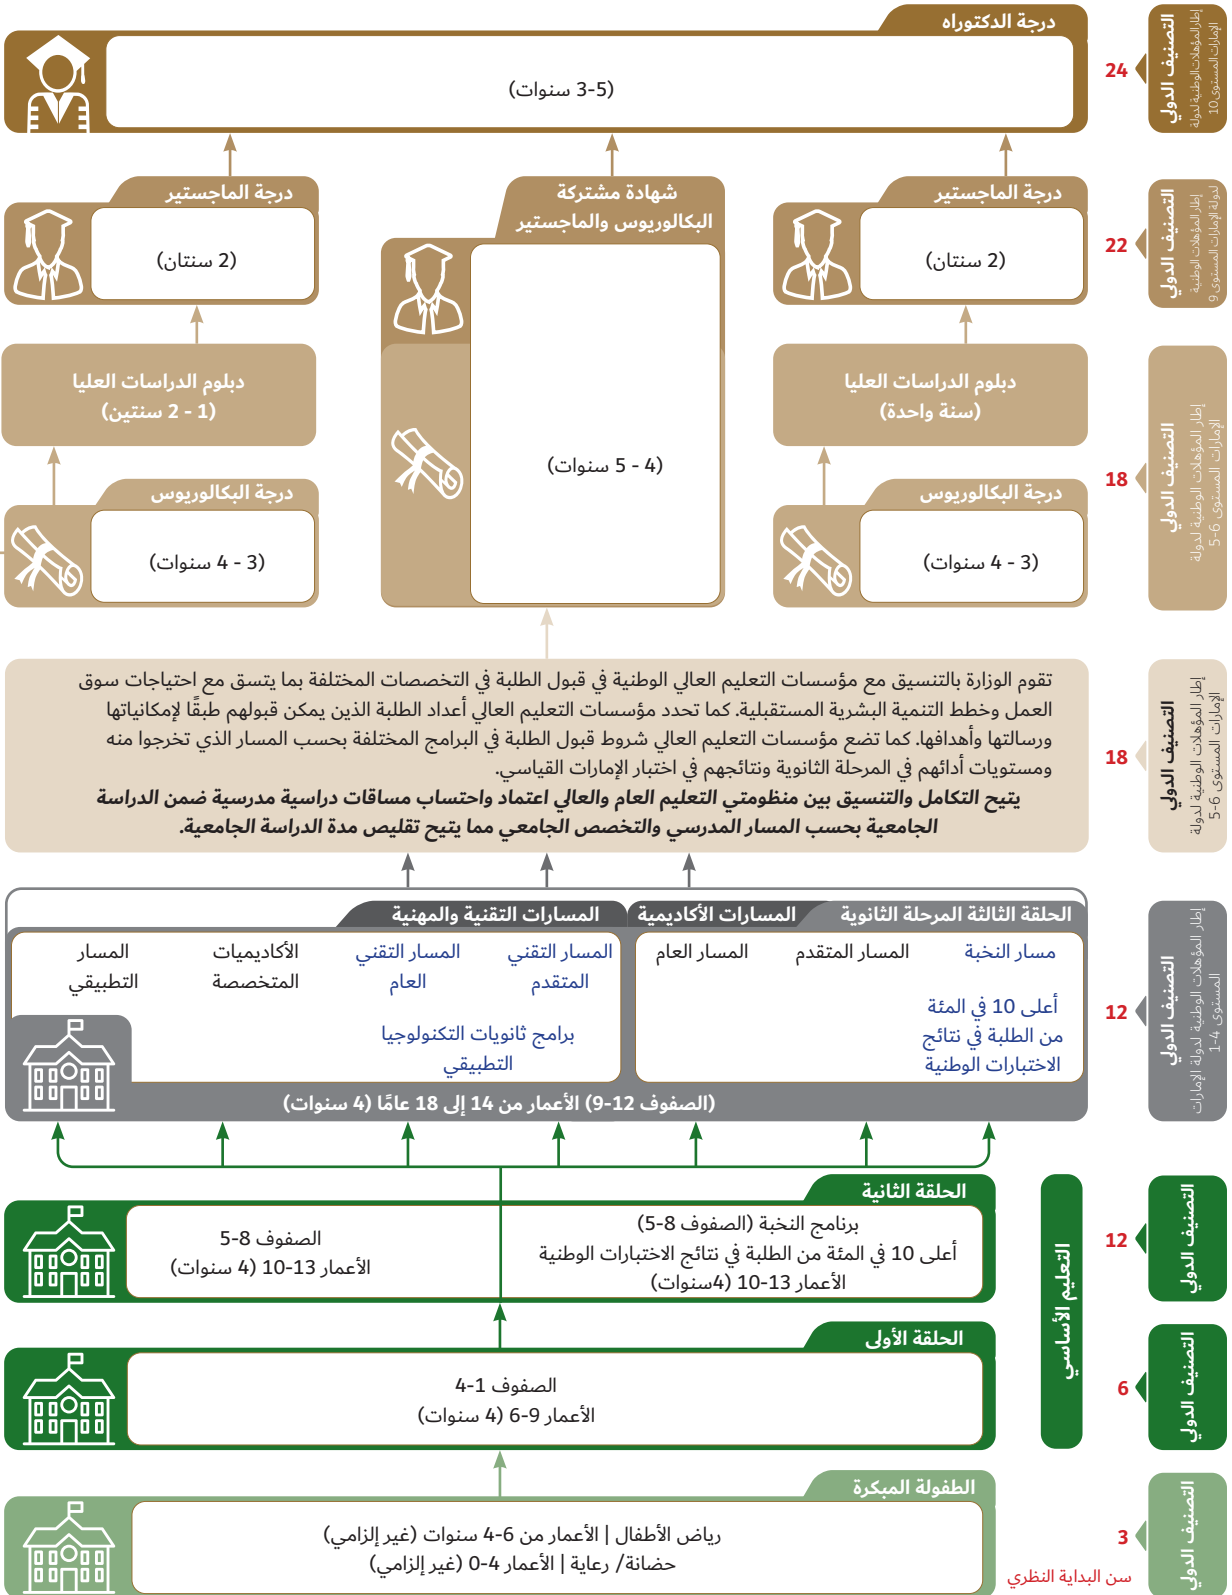 درجة الدكتوراه
(3-5 سنوات)
24
التصنيف الدولي
إطار المؤهلات الوطنية لدولة
الإمارات المستوى 10
درجة الماجستير
(2 سنتان)
شهادة مشتركة
البكالوريوس والماجستير
(4 - 5 سنوات)
درجة الماجستير
(2 سنتان)
22
التصنيف الدولي
إطار المؤهلات الوطنية
لدولة الإمارات المستوى 9
دبلوم الدراسات العليا
(سنة واحدة)
دبلوم الدراسات العليا
(1 - 2 سنتين)
درجة البكالوريوس
(3 - 4 سنوات)
درجة البكالوريوس
(3 - 4 سنوات)
18
التصنيف الدولي
إطار المؤهلات الوطنية لدولة
الإمارات المستوى 6-5
تقوم الوزارة بالتنسيق مع مؤسسات التعليم العالي الوطنية في قبول الطلبة في التخصصات المختلفة بما يتسق مع احتياجات سوق
العمل وخطط التنمية البشرية المستقبلية. كما تحدد مؤسسات التعليم العالي أعداد الطلبة الذين يمكن قبولهم طبقًا لإمكانياتها
ورسالتها وأهدافها. كما تضع مؤسسات التعليم العالي شروط قبول الطلبة في البرامج المختلفة بحسب المسار الذي تخرجوا منه
ومستويات أدائهم في المرحلة الثانوية ونتائجهم في اختبار الإمارات القياسي.
يتيح التكامل والتنسيق بين منظومتي التعليم العام والعالي اعتماد واحتساب مساقات دراسية مدرسية ضمن الدراسة
الجامعية بحسب المسار المدرسي والتخصص الجامعي مما يتيح تقليص مدة الدراسة الجامعية.
18
التصنيف الدولي
إطار المؤهلات الوطنية لدولة
الإمارات المستوى 6-5
الحلقة الثالثة المرحلة الثانوية
المسارات الأكاديمية
المسارات التقنية والمهنية
مسار النخبة
المسار المتقدم
المسار العام
أعلى 10 في المئة
من الطلبة في نتائج
الاختبارات الوطنية
المسار التقني
المتقدم
المسار التقني
العام
الأكاديميات
المتخصصة
المسار
التطبيقي
برامج ثانويات التكنولوجيا
التطبيقي
(الصفوف 12-9) الأعمار من 14 إلى 18 عامًا (4 سنوات)
12
التصنيف الدولي
إطار المؤهلات الوطنية لدولة الإمارات
المستوى 4-1
الحلقة الثانية
برنامج النخبة (الصفوف 8-5)
أعلى 10 في المئة من الطلبة في نتائج الاختبارات الوطنية
الأعمار 13-10 (4سنوات)
الصفوف 8-5
الأعمار 13-10 (4 سنوات)
12
التصنيف الدولي
التعليم الأساسي
الحلقة الأولى
الصفوف 1-4
الأعمار 9-6 (4 سنوات)
6
التصنيف الدولي
الطفولة المبكرة
رياض الأطفال | الأعمار من 6-4 سنوات (غير إلزامي)
حضانة/ رعاية | الأعمار 4-0 (غير إلزامي)
3
سن البداية النظري
التصنيف الدولي